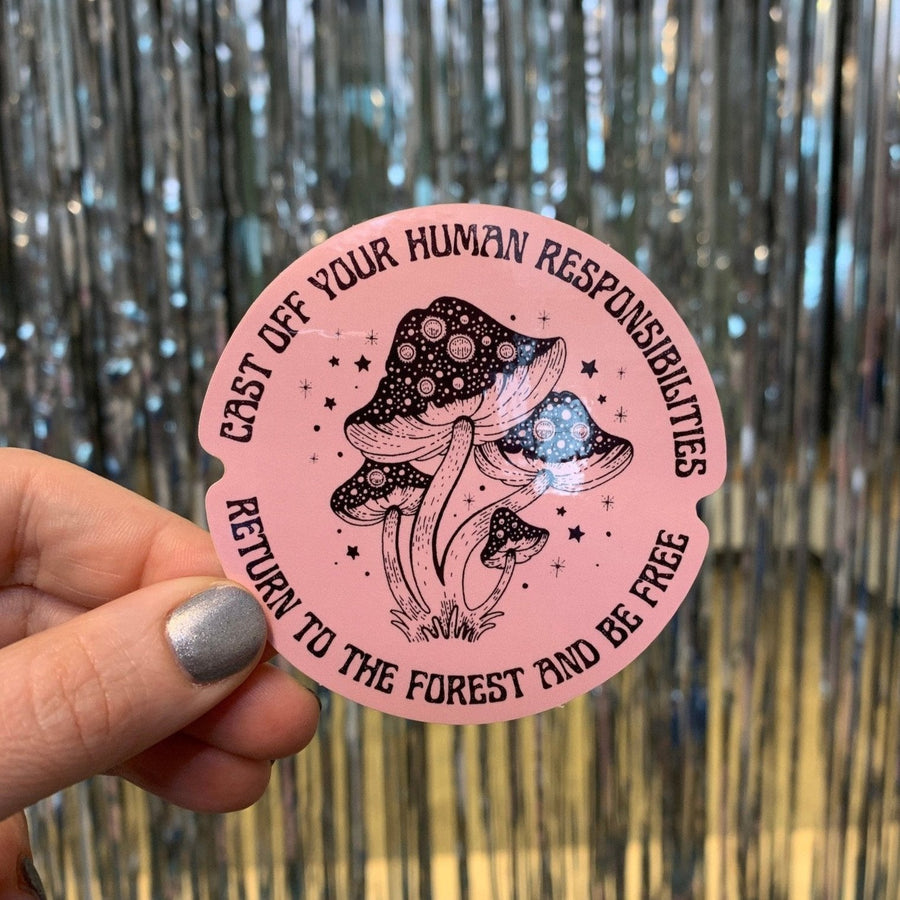 CAST OFF YOUR HUMAN RESPONSIBILITIES
RETURN TO THE FOREST AND BE FREE